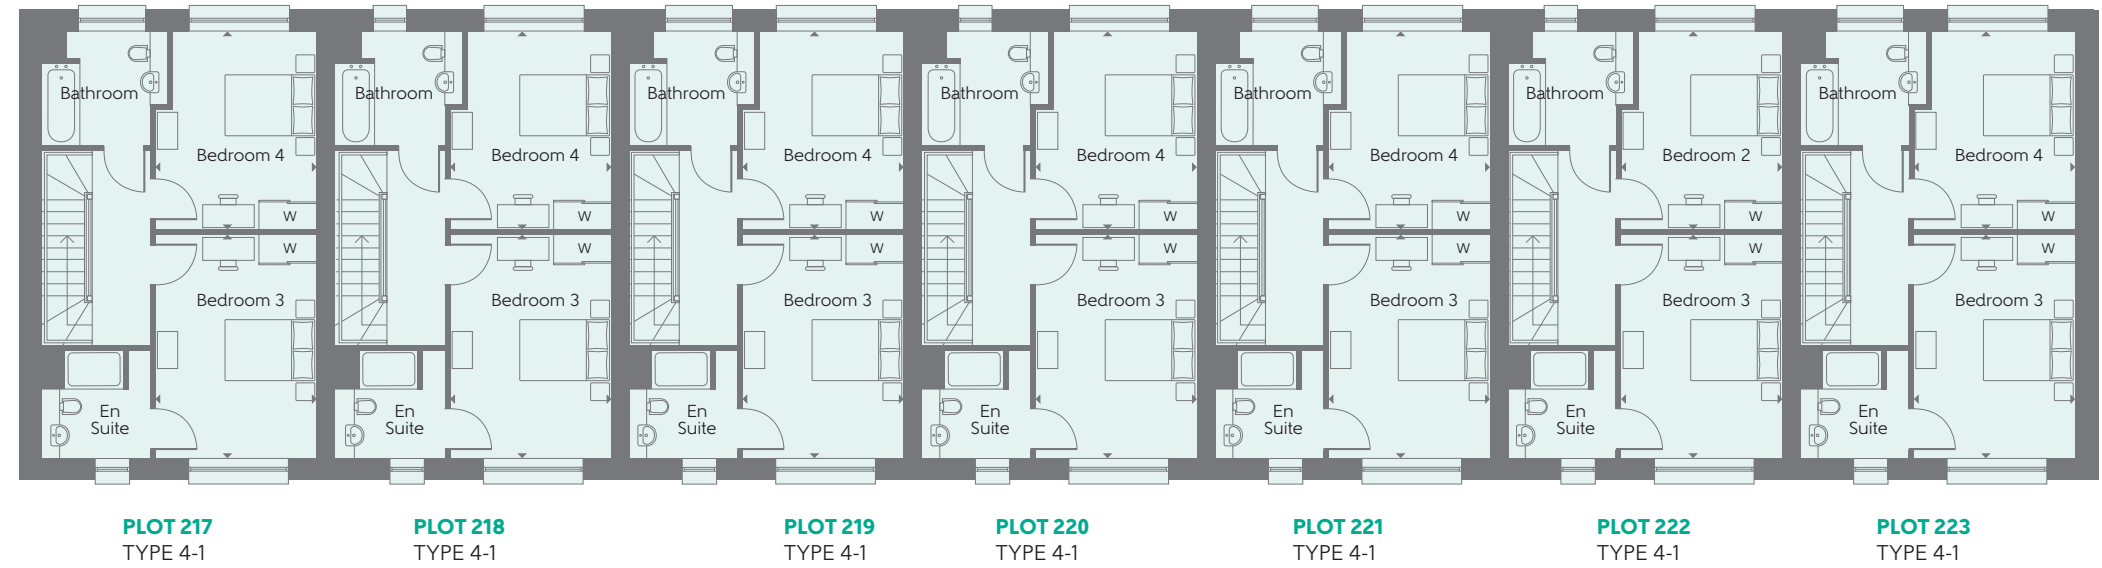 Bathroom
Bathroom
Bathroom
Bathroom
Bathroom
Bathroom
Bathroom
Bedroom 4
Bedroom 4
Bedroom 4
Bedroom 4
Bedroom 4
Bedroom 2
Bedroom 4
W
W
W
W
W
W
W
W
W
W
W
W
W
W
Bedroom 3
Bedroom 3
Bedroom 3
Bedroom 3
Bedroom 3
Bedroom 3
Bedroom 3
En
Suite
En
Suite
En
Suite
En
Suite
En
Suite
En
Suite
En
Suite
PLOT 217
TYPE 4-1
PLOT 218
TYPE 4-1
PLOT 219
TYPE 4-1
PLOT 220
TYPE 4-1
PLOT 221
TYPE 4-1
PLOT 222
TYPE 4-1
PLOT 223
TYPE 4-1